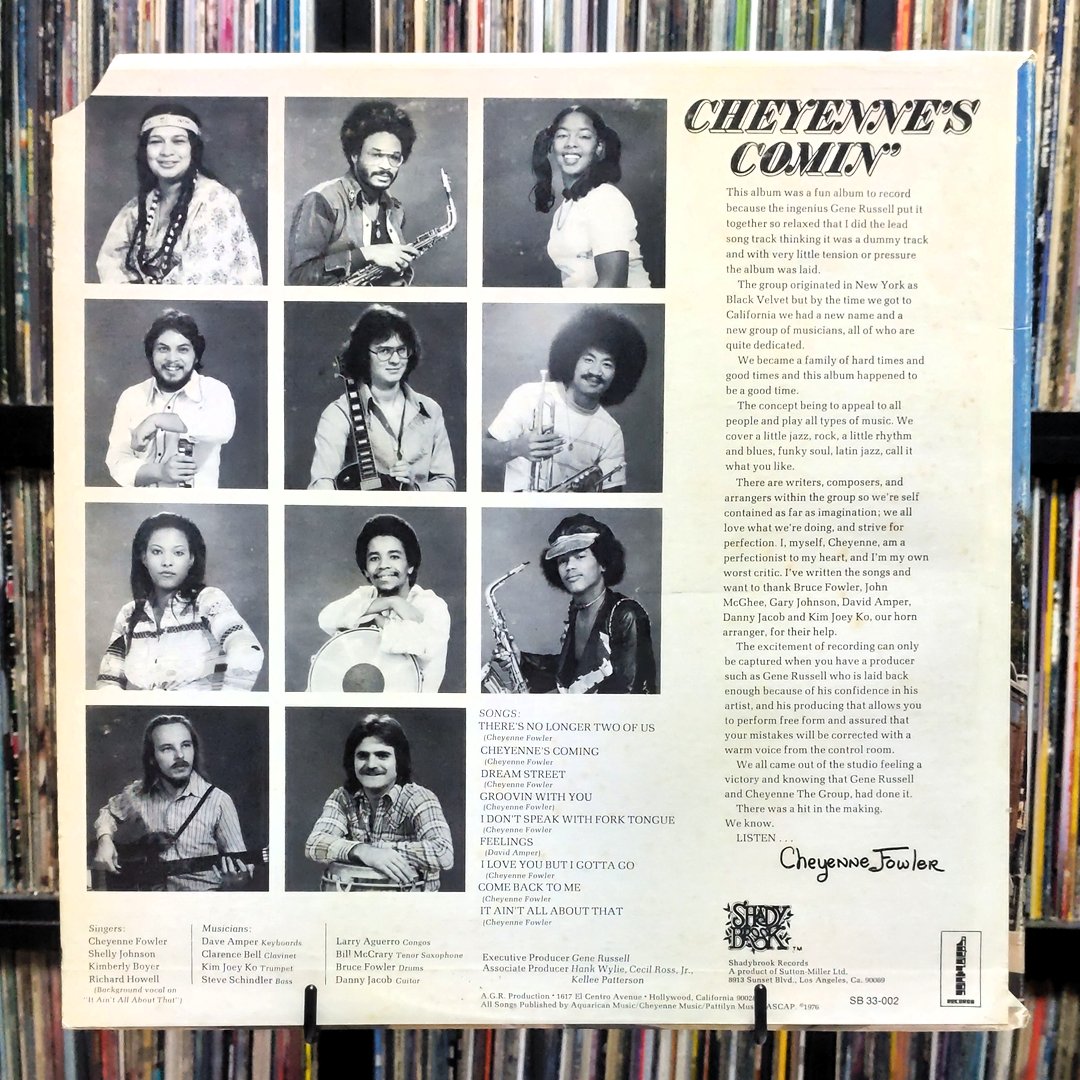 CHEYENNE'S
COMIN'
This album was a fun album to record
because the ingenius Gene Russell put it
together so relaxed that I did the lead
song track thinking it was a dummy track
and with very little tension or pressure
the album was laid.
The group originated in New York as
Black Velvet but by the time we got to
California we had a new name and a
new group of musicians, all of who are
quite dedicated.
We became a family of hard times and
good times and this album happened to
be a good time.
The concept being to appeal to all
people and play all types of music. We
cover a little jazz, rock, a little rhythm
and blues, funky soul, latin jazz, call it
what you like.
There are writers, composers, and
arrangers within the group so we're self
contained as far as imagination; we all
love what we're doing, and strive for
perfection. I, myself, Cheyenne, am a
perfectionist to my heart, and I'm my own
worst critic. I've written the songs and
want to thank Bruce Fowler, John
McGhee, Gary Johnson, David Amper,
Danny Jacob and Kim Joey Ko, our horn
arranger, for their help.
The excitement of recording can only
be captured when you have a producer
such as Gene Russell who is laid back
enough because of his confidence in his
artist, and his producing that allows you
to perform free form and assured that
your mistakes will be corrected with a
warm voice from the control room.
We all came out of the studio feeling a
victory and knowing that Gene Russell
and Cheyenne The Group, had done it.
There was a hit in the making.
We know.
LISTEN . . .
Cheyenne Fowler
SONGS:
THERE'S NO LONGER TWO OF US
(Cheyenne Fowler
CHEYENNE'S COMING
(Cheyenne Fowler
DREAM STREET
(Cheyenne Fowler
GROOVIN WITH YOU
(Cheyenne Fowler)
I DON'T SPEAK WITH FORK TONGUE
(Cheyenne Fowler
FEELINGS
(David Amper)
I LOVE YOU BUT I GOTTA GO
(Cheyenne Fowler
COME BACK TO ME
(Cheyenne Fowler
IT AIN'T ALL ABOUT THAT
(Cheyenne Fowler
Singers:
Cheyenne Fowler
Shelly Johnson
Kimberly Boyer
Richard Howell
(Background vocal on
"It Ain't All About That")
Musicians:
Dave Amper Keyboards
Clarence Bell Clavinet
Kim Joey Ko Trumpet
Steve Schindler Bass
Larry Aguerro Congas
Bill McCrary Tenor Saxophone
Bruce Fowler Drums
Danny Jacob Guitar
Executive Producer Gene Russell
Associate Producer Hank Wylie, Cecil Ross, Jr.,
Kellee Patterson
A.G.R. Production • 1617 El Centro Avenue • Hollywood, California
All Songs Published by Aquarican Music/Cheyenne Music/Pattilyn ASCAP. ©1976
SHADY
BROOK TM
Shadybrook Records
A product of Sutton-Miller Ltd.
8913 Sunset Blvd., Los Angeles, Ca. 90069
SB 33-002
RECORDS